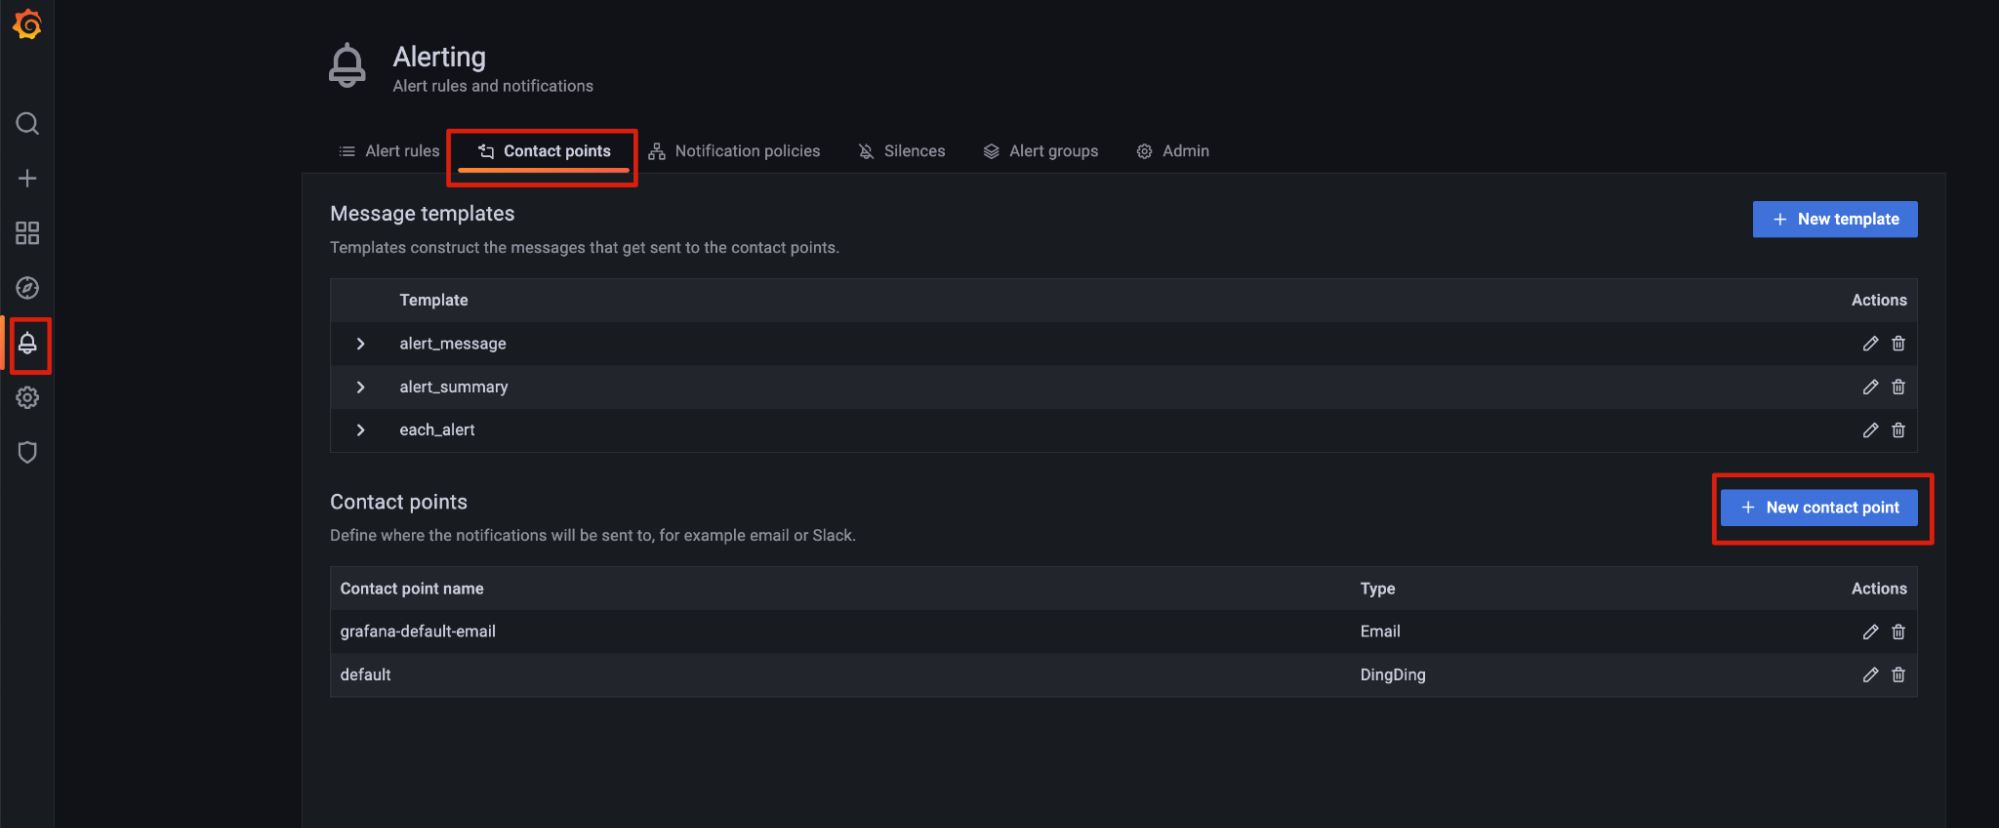 Alerting
Alert rules and notifications
Alert rules
Contact points
Notification policies
Silences
Alert groups
Admin
Message templates
New template
Templates construct the messages that get sent to the contact points.
Template Actions
alert_message
alert_summary
each_alert
Contact points
New contact point
Define where the notifications will be sent to, for example email or Slack.
Contact point name Type Actions
grafana-default-email Email
default DingDing